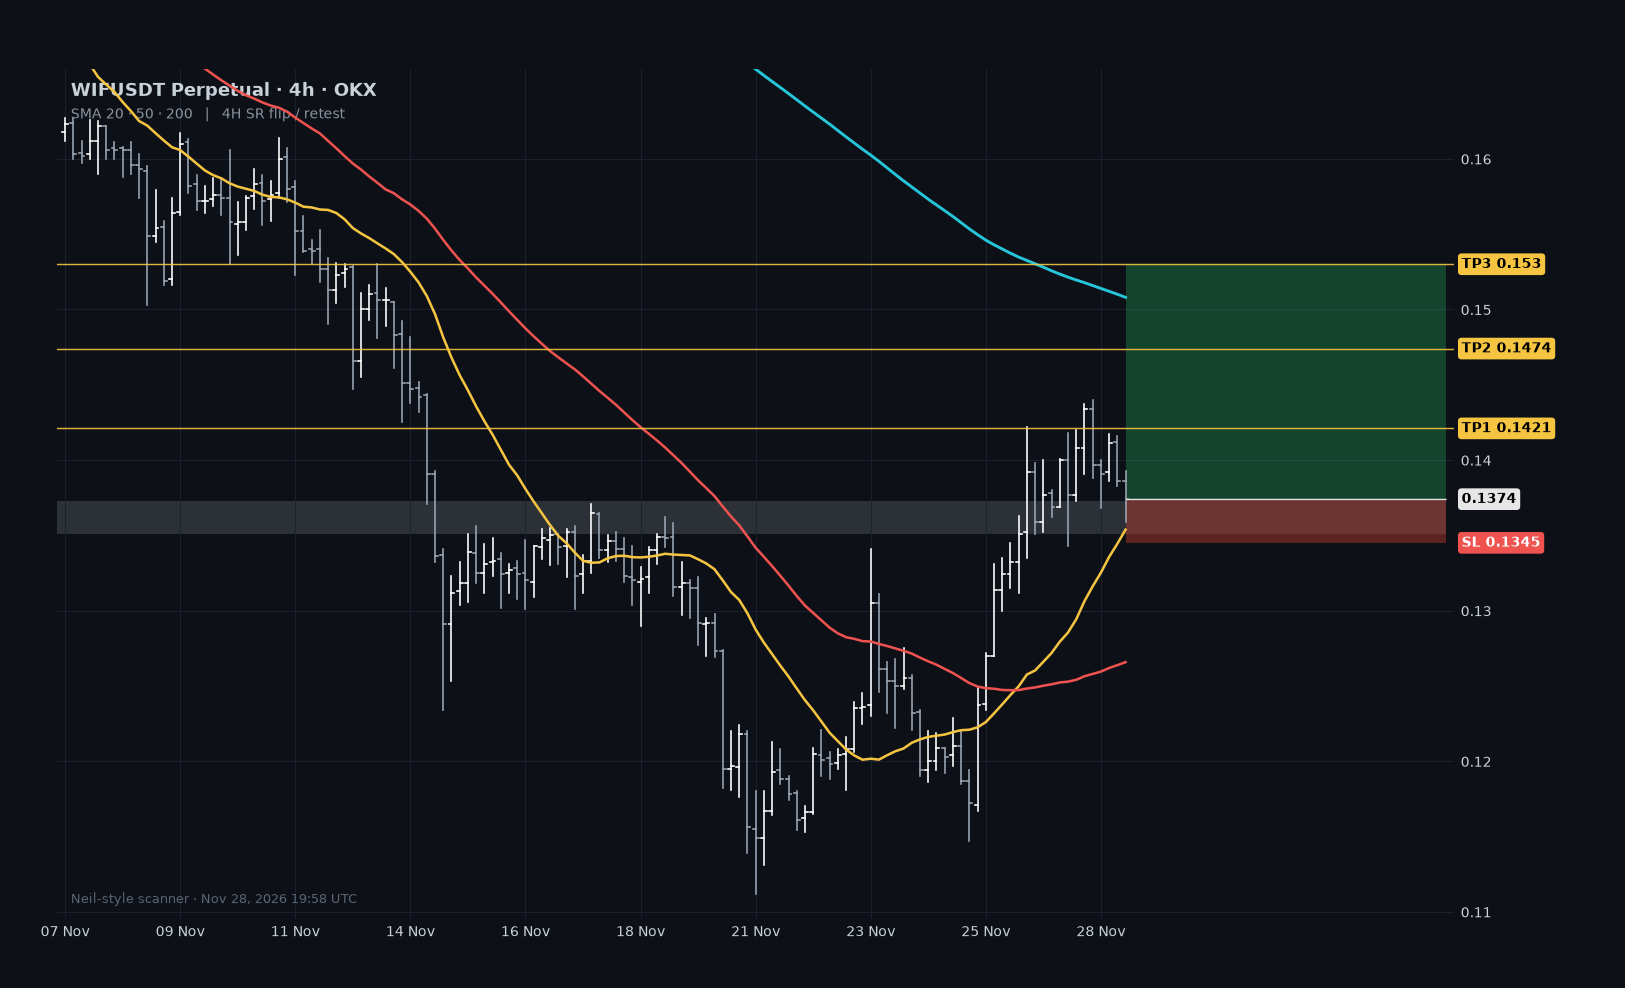 WIFUSDT Perpetual · 4h · OKX
SMA 20 · 50 · 200 | 4H SR flip / retest
0.16
TP3 0.153
0.15
TP2 0.1474
TP1 0.1421
0.14
0.1374
SL 0.1345
0.13
0.12
0.11
Neil-style scanner · Nov 28, 2026 19:58 UTC
07 Nov 09 Nov 11 Nov 14 Nov 16 Nov 18 Nov 21 Nov 23 Nov 25 Nov 28 Nov